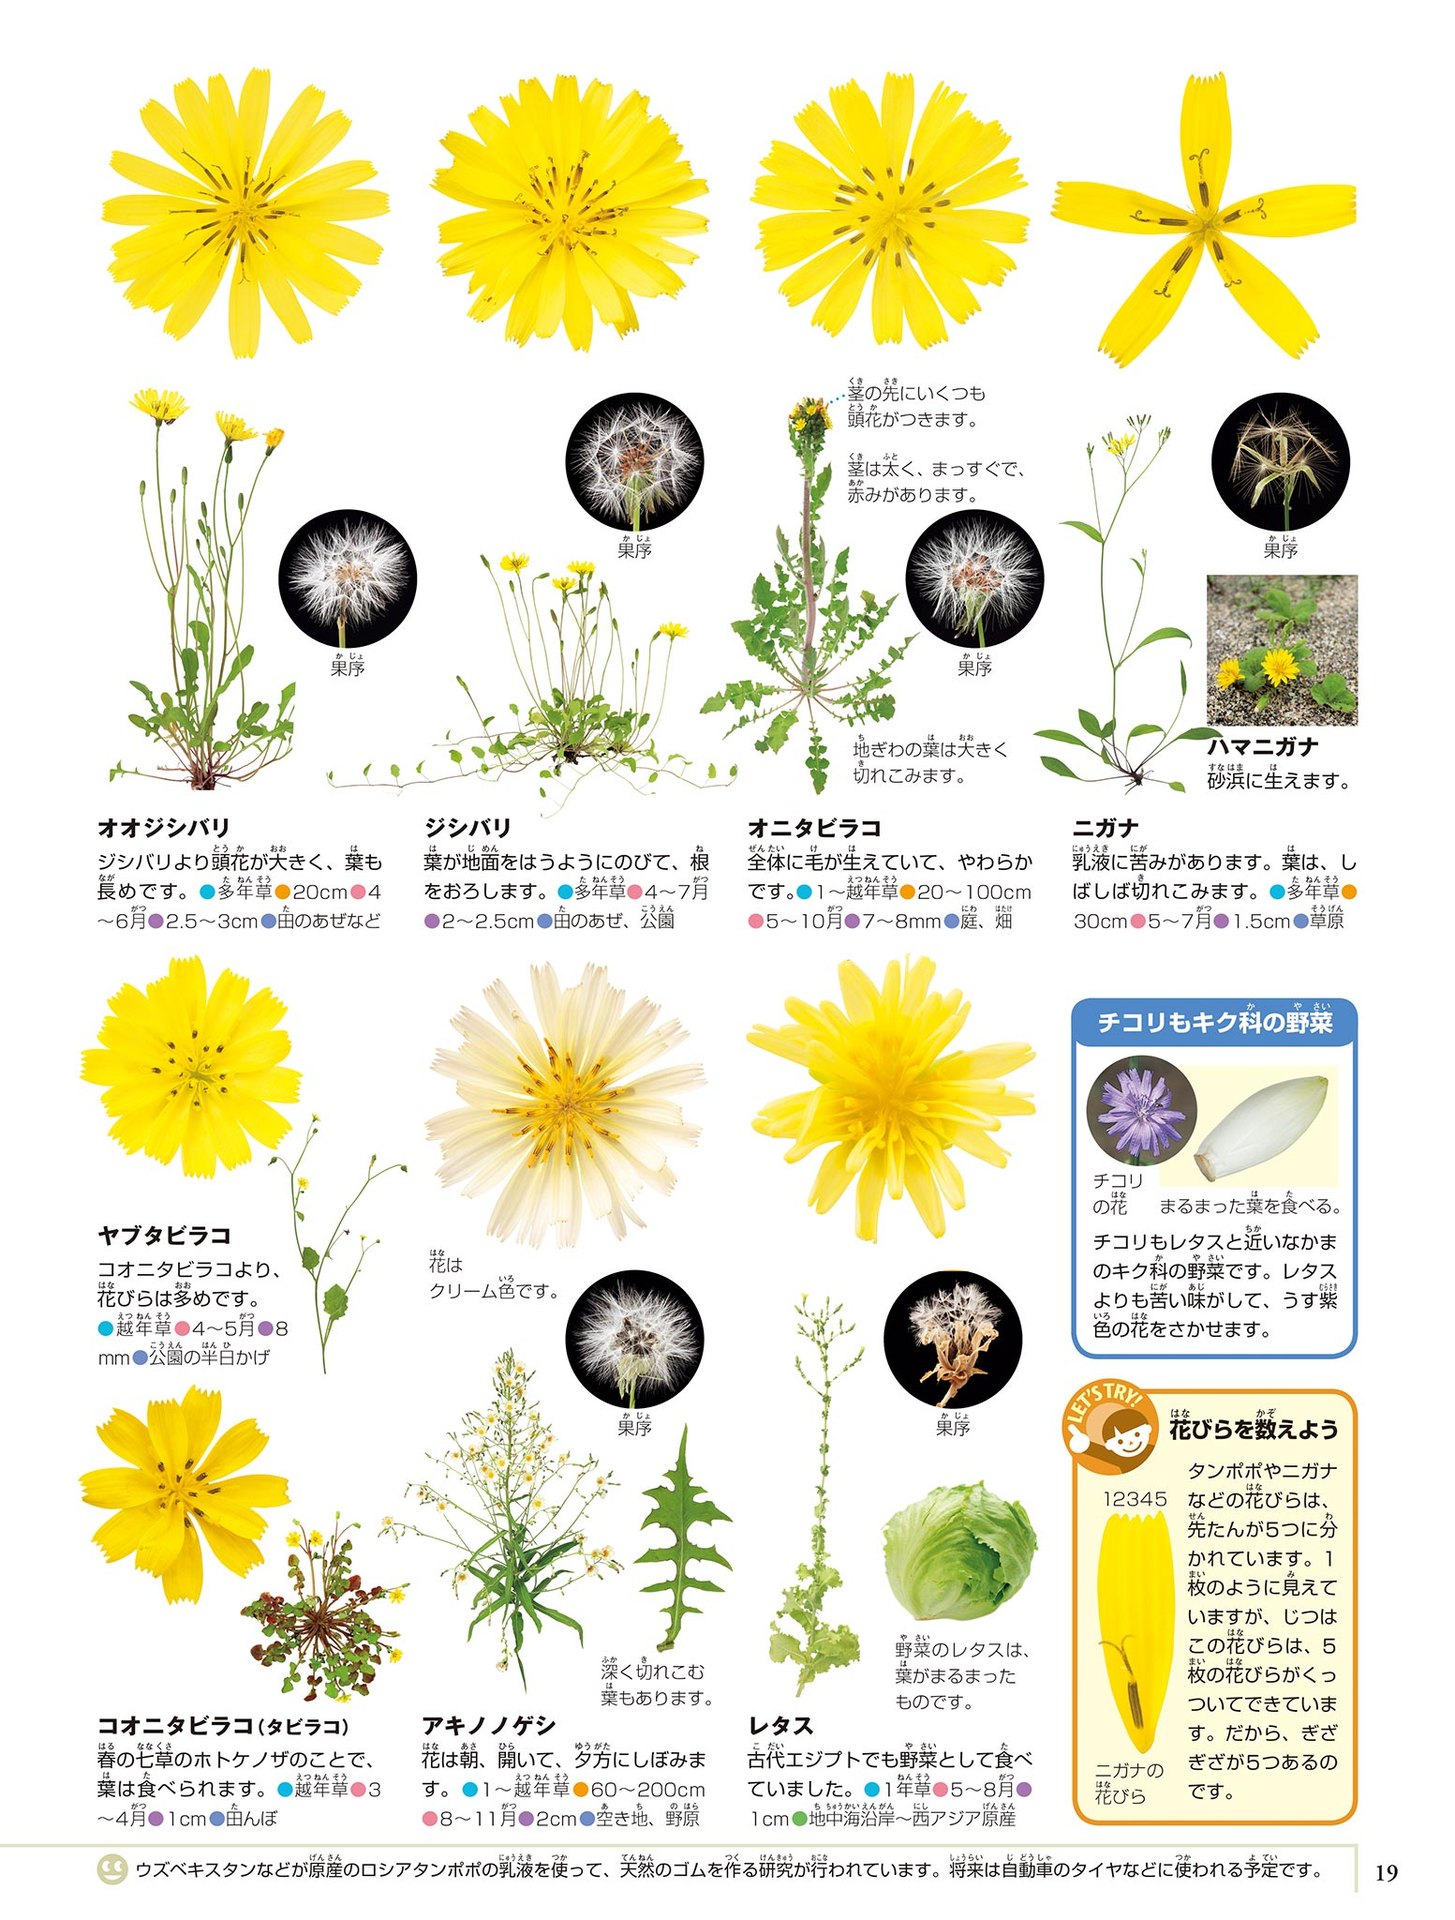 茎の先にいくつも
頭花がつきます。
茎は太く、まっすぐで、
赤みがあります。
果序
果序
果序
果序
地ぎわの葉は大きく
切れこみます。
ハマニガナ
砂浜に生えます。
オオジシバリ
ジシバリより頭花が大きく、葉も
長めです。●多年草●20cm●4
～6月●2.5～3cm●田のあぜなど
ジシバリ
葉が地面をはうようにのびて、根
をおろします。●多年草●4～7月
●2～2.5cm●田のあぜ、公園
オニタビラコ
全体に毛が生えていて、やわらか
です。●1～越年草●20～100cm
●5～10月●7～8mm●庭、畑
ニガナ
乳液に苦みがあります。葉は、し
ばしば切れこみます。●多年草●
30cm●5～7月●1.5cm●草原
ヤブタビラコ
コオニタビラコより、
花びらは多めです。
●越年草●4～5月●8
mm●公園の半日かげ
花は
クリーム色です。
果序
果序
チコリもキク科の野菜
チコリ
の花
まるまった葉を食べる。
チコリもレタスと近いなかま
のキク科の野菜です。レタス
よりも苦い味がして、うす紫
色の花をさかせます。
コオニタビラコ(タビラコ)
春の七草のホトケノザのことで、
葉は食べられます。●越年草●3
～4月●1cm●田んぼ
深く切れこむ
葉もあります。
アキノノゲシ
花は朝、開いて、夕方にしぼみま
す。●1～越年草●60～200cm
●8～11月●2cm●空き地、野原
野菜のレタスは、
葉がまるまった
ものです。
レタス
古代エジプトでも野菜として食べ
ていました。●1年草●5～8月●
1cm●地中海沿岸～西アジア原産
LET'S TRY!
花びらを数えよう
12345
タンポポやニガナ
などの花びらは、
先たんが5つに分
かれています。1
枚のように見えて
いますが、じつは
この花びらは、5
枚の花びらがくっ
ついてできていま
す。だから、ぎざ
ぎざが5つあるの
です。
ニガナの
花びら
ウズベキスタンなどが原産のロシアタンポポの乳液を使って、天然のゴムを作る研究が行われています。将来は自動車のタイヤなどに使われる予定です。
19